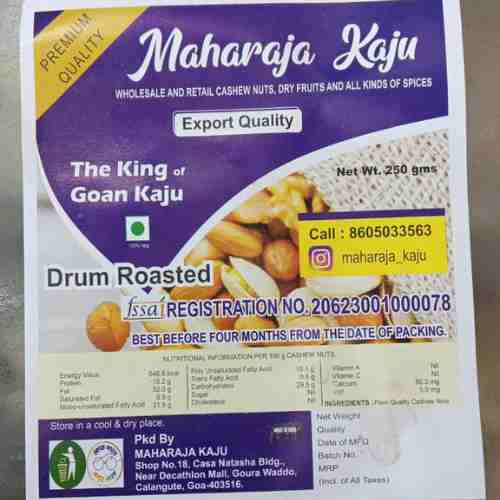 PREMIUM
QUALITY
Maharaja Kaju
WHOLESALE AND RETAIL CASHEW NUTS, DRY FRUITS AND ALL KINDS OF SPICES
Export Quality
The King of
Goan Kaju
Net Wt. 250 gms
100% Veg
Call : 8605033563
maharaja_kaju
Drum Roasted
fssai REGISTRATION NO. 20623001000078
BEST BEFORE FOUR MONTHS FROM THE DATE OF PACKING.
NUTRITIONAL INFORMATION PER 100 g CASHEW NUTS.
Energy Value
Protein
Fat
Saturated Fat
Mono-unsaturated Fatty Acid
Poly Unsaturated Fatty Acid
Trans Fatty Acid
Carbohydrates
Sugar Nil
Cholesterol Nil
Vitamin A Nil
Vitamin C Nil
Calcium
INGREDIENTS :
Store in a cool & dry place.
Pkd By
MAHARAJA KAJU
Shop No.18, Casa Natasha Bldg.,
Near Decathlon Mall, Goura Waddo,
Calangute, Goa-403516.
Net Weight
Quality
Date of MFG
Batch No.
MRP
(Incl. of All Taxes)